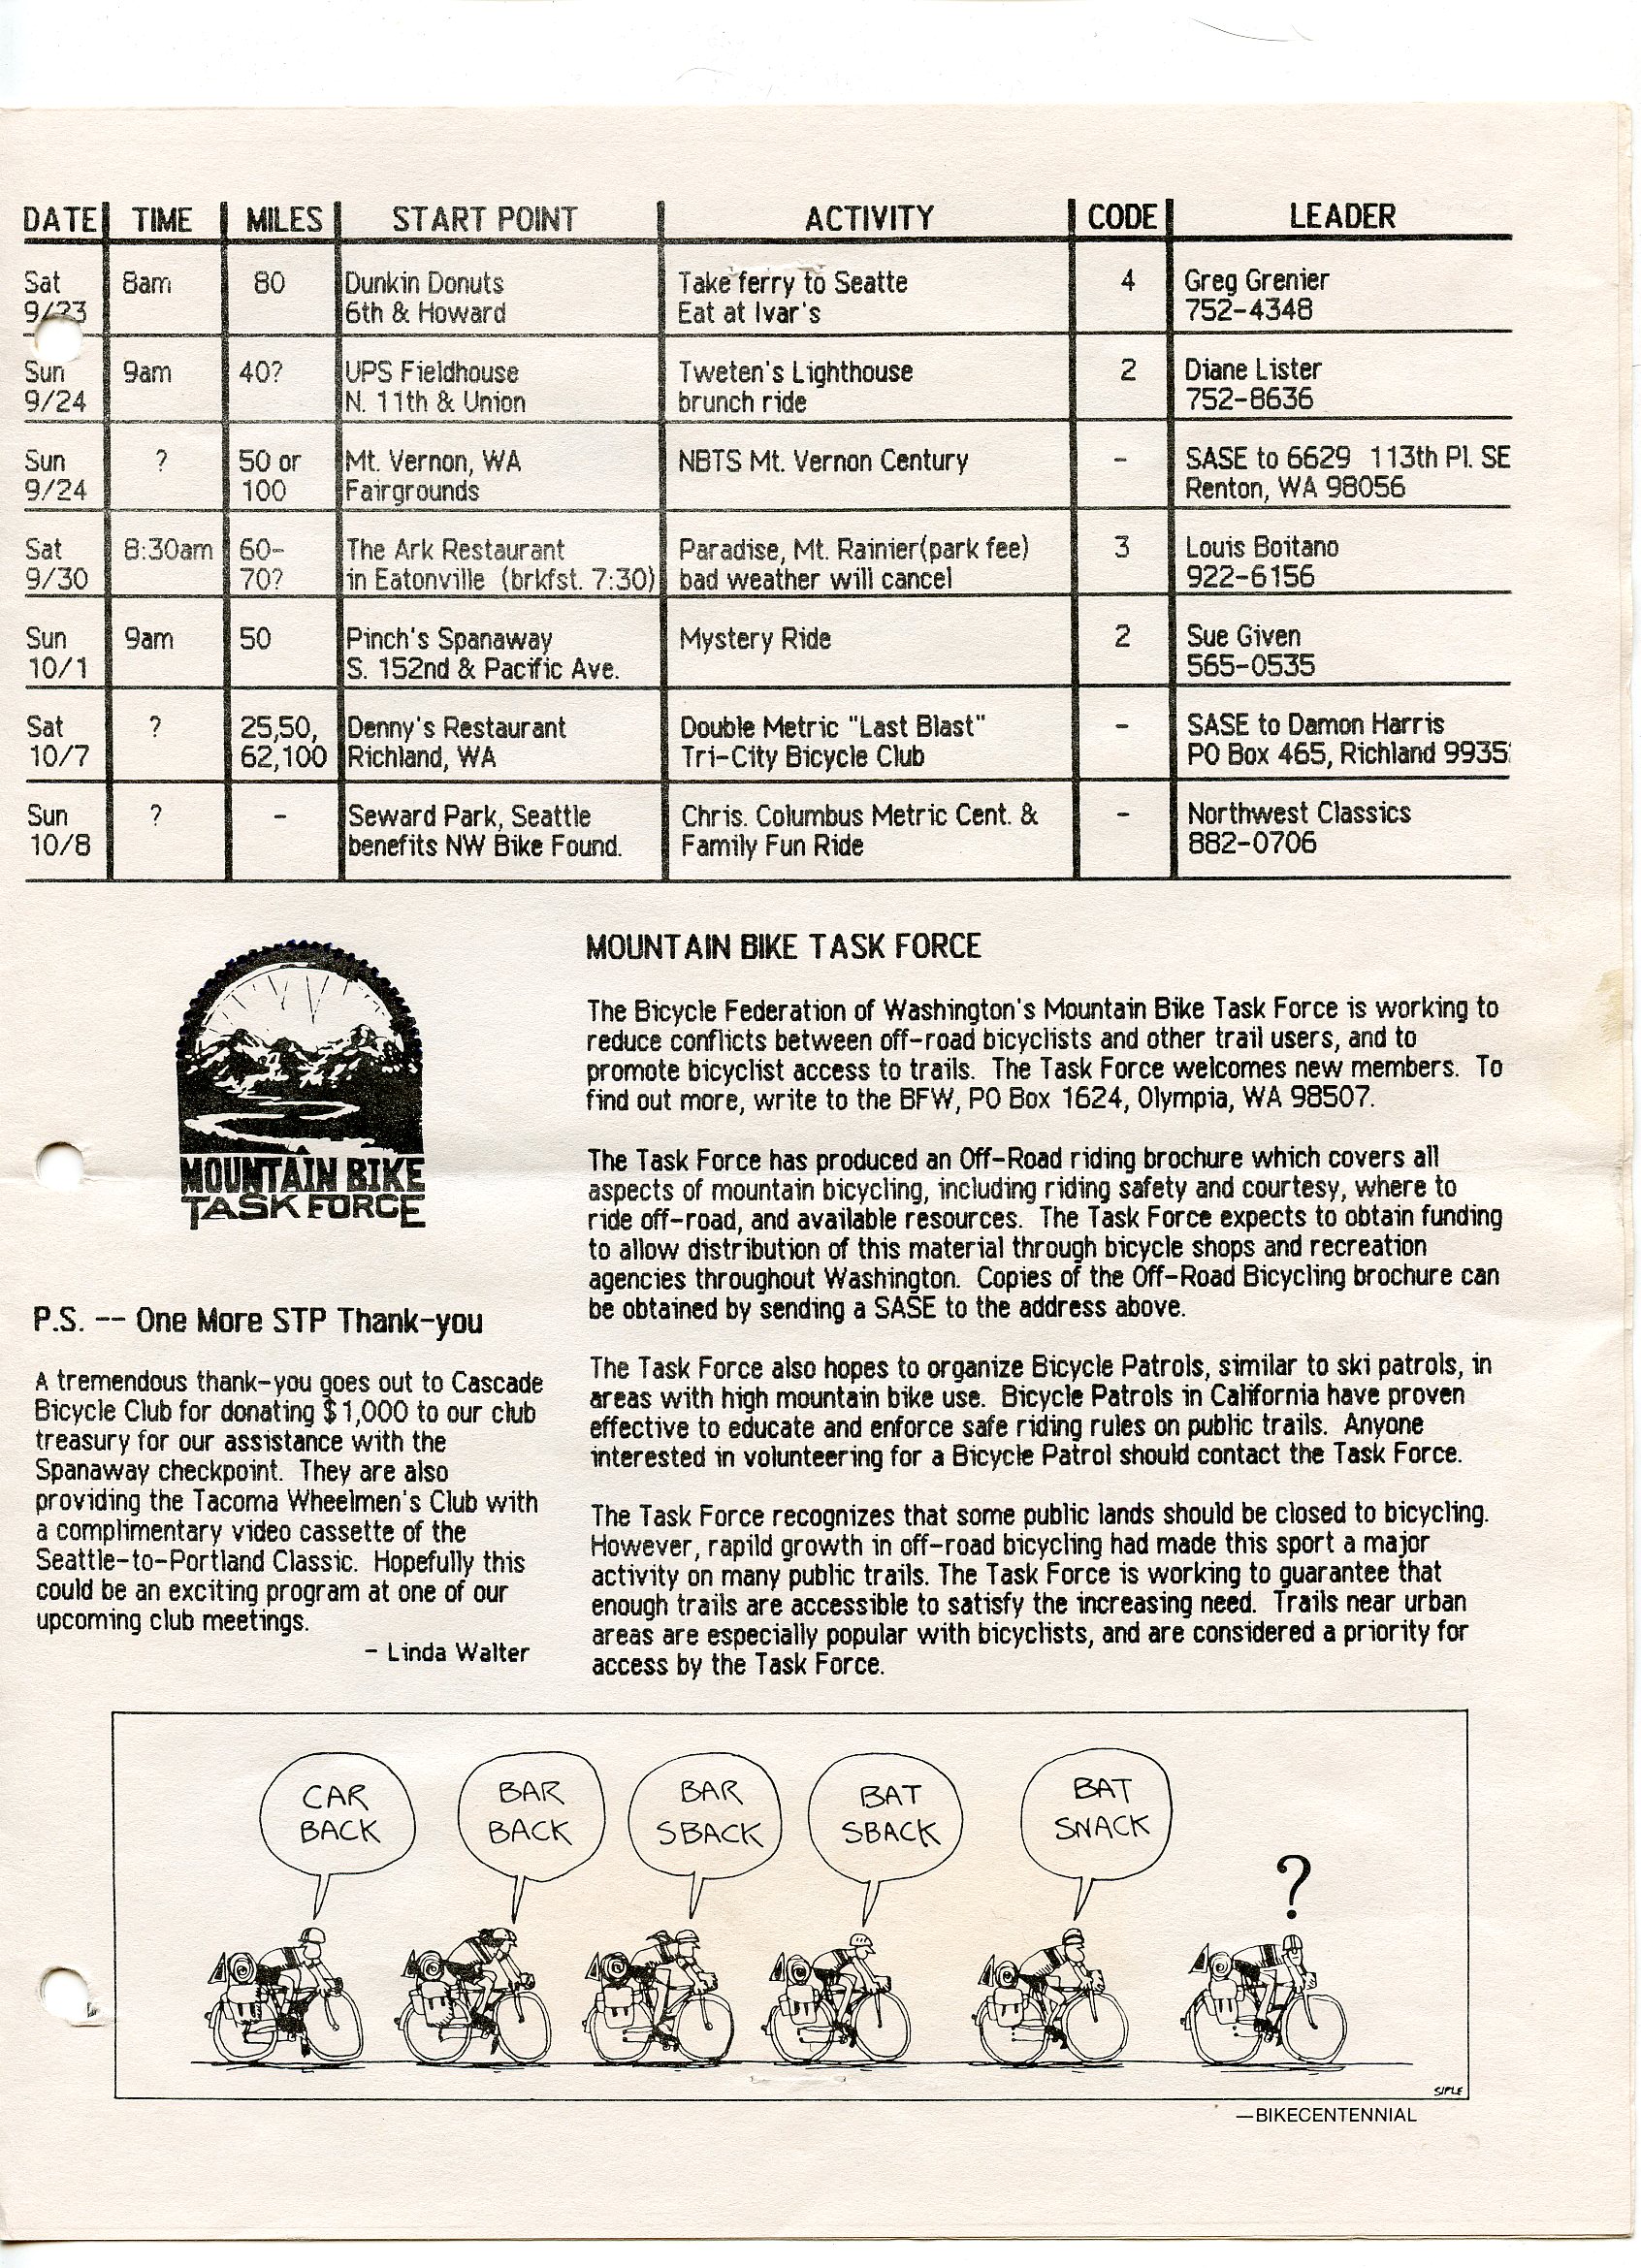 DATE TIME MILES START POINT ACTIVITY CODE LEADER
Sat 8am 80 Dunkin Donuts Take ferry to Seatte 4 Greg Grenier
9/23 6th & Howard Eat at Ivar's 752-4348
Sun 9am 40? UPS Fieldhouse Tweten's Lighthouse 2 Diane Lister
9/24 N. 11th & Union brunch ride 752-8636
Sun ? 50 or Mt. Vernon, WA NBTS Mt. Vernon Century - SASE to 6629 113th Pl. SE
9/24 100 Fairgrounds Renton, WA 98056
Sat 8:30am 60- The Ark Restaurant Paradise, Mt. Rainier(park fee) 3 Louis Boitano
9/30 70? in Eatonville (brkfst. 7:30) bad weather will cancel 922-6156
Sun 9am 50 Pinch's Spanaway Mystery Ride 2 Sue Given
10/1 S. 152nd & Pacific Ave. 565-0535
Sat ? 25,50, Denny's Restaurant Double Metric "Last Blast" - SASE to Damon Harris
10/7 62,100 Richland, WA Tri-City Bicycle Club PO Box 465, Richland 9935
Sun ? - Seward Park, Seattle Chris. Columbus Metric Cent. & - Northwest Classics
10/8 benefits NW Bike Found. Family Fun Ride 882-0706
MOUNTAIN BIKE
TASK FORCE
P.S. -- One More STP Thank-you
A tremendous thank-you goes out to Cascade
Bicycle Club for donating $1,000 to our club
treasury for our assistance with the
Spanaway checkpoint. They are also
providing the Tacoma Wheelmen's Club with
a complimentary video cassette of the
Seattle-to-Portland Classic. Hopefully this
could be an exciting program at one of our
upcoming club meetings.
- Linda Walter
MOUNTAIN BIKE TASK FORCE
The Bicycle Federation of Washington's Mountain Bike Task Force is working to
reduce conflicts between off-road bicyclists and other trail users, and to
promote bicyclist access to trails. The Task Force welcomes new members. To
find out more, write to the BFW, PO Box 1624, Olympia, WA 98507.
The Task Force has produced an Off-Road riding brochure which covers all
aspects of mountain bicycling, including riding safety and courtesy, where to
ride off-road, and available resources. The Task Force expects to obtain funding
to allow distribution of this material through bicycle shops and recreation
agencies throughout Washington. Copies of the Off-Road Bicycling brochure can
be obtained by sending a SASE to the address above.
The Task Force also hopes to organize Bicycle Patrols, similar to ski patrols, in
areas with high mountain bike use. Bicycle Patrols in California have proven
effective to educate and enforce safe riding rules on public trails. Anyone
interested in volunteering for a Bicycle Patrol should contact the Task Force.
The Task Force recognizes that some public lands should be closed to bicycling.
However, rapild growth in off-road bicycling had made this sport a major
activity on many public trails. The Task Force is working to guarantee that
enough trails are accessible to satisfy the increasing need. Trails near urban
areas are especially popular with bicyclists, and are considered a priority for
access by the Task Force.
CAR
BACK
BAR
BACK
BAR
SBACK
BAT
SBACK
BAT
SNACK
?
SIPLE
—BIKECENTENNIAL